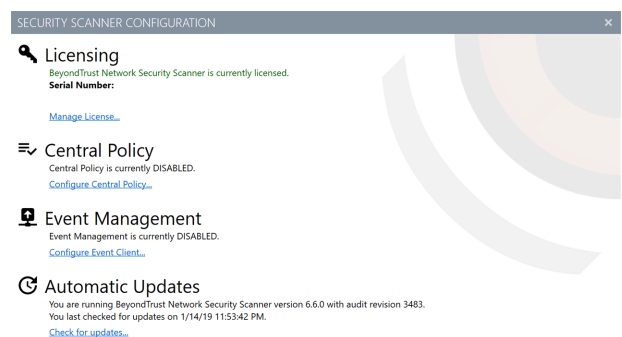 SECURITY SCANNER CONFIGURATION
Licensing
BeyondTrust Network Security Scanner is currently licensed.
Serial Number:
Manage License...
Central Policy
Central Policy is currently DISABLED.
Configure Central Policy...
Event Management
Event Management is currently DISABLED.
Configure Event Client...
Automatic Updates
You are running BeyondTrust Network Security Scanner version 6.6.0 with audit revision 3483.
You last checked for updates on 1/14/19 11:53:42 PM.
Check for updates...